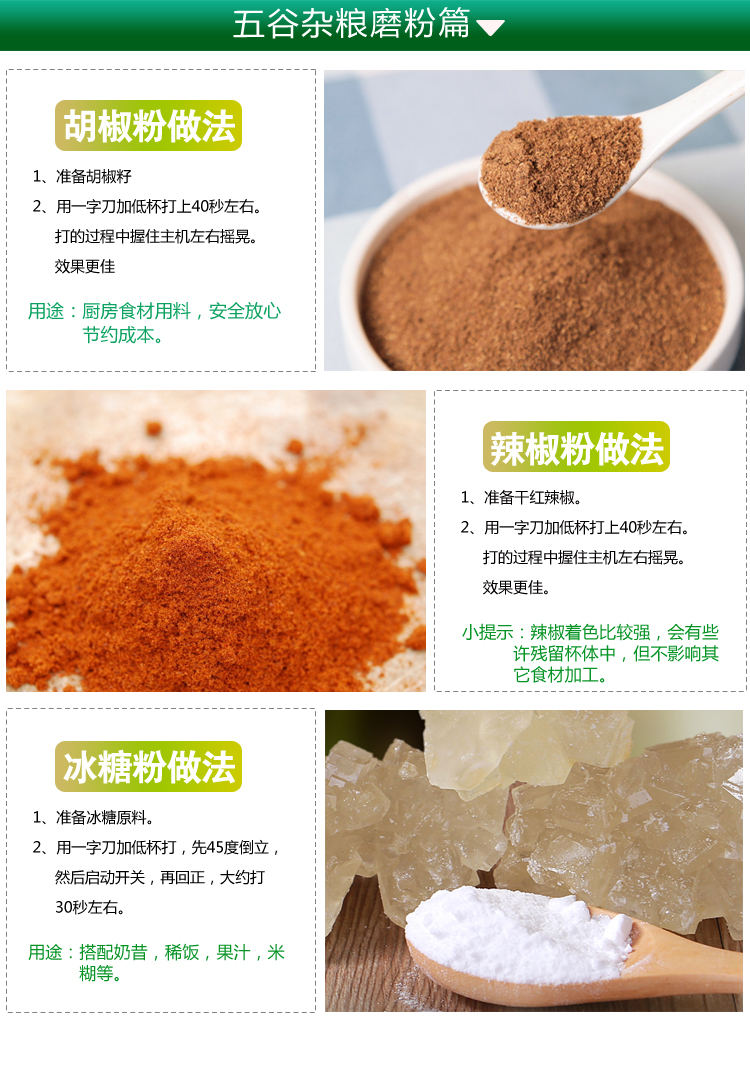 五谷杂粮磨粉篇
胡椒粉做法
1、准备胡椒籽
2、用一字刀加低杯打上40秒左右。
打的过程中握住主机左右摇晃。
效果更佳
用途：厨房食材用料，安全放心
节约成本。
辣椒粉做法
1、准备干红辣椒。
2、用一字刀加低杯打上40秒左右。
打的过程中握住主机左右摇晃。
效果更佳。
小提示：辣椒着色比较强，会有些
许残留杯体中，但不影响其
它食材加工。
冰糖粉做法
1、准备冰糖原料。
2、用一字刀加低杯打，先45度倒立，
然后启动开关，再回正，大约打
30秒左右。
用途：搭配奶昔，稀饭，果汁，米
糊等。